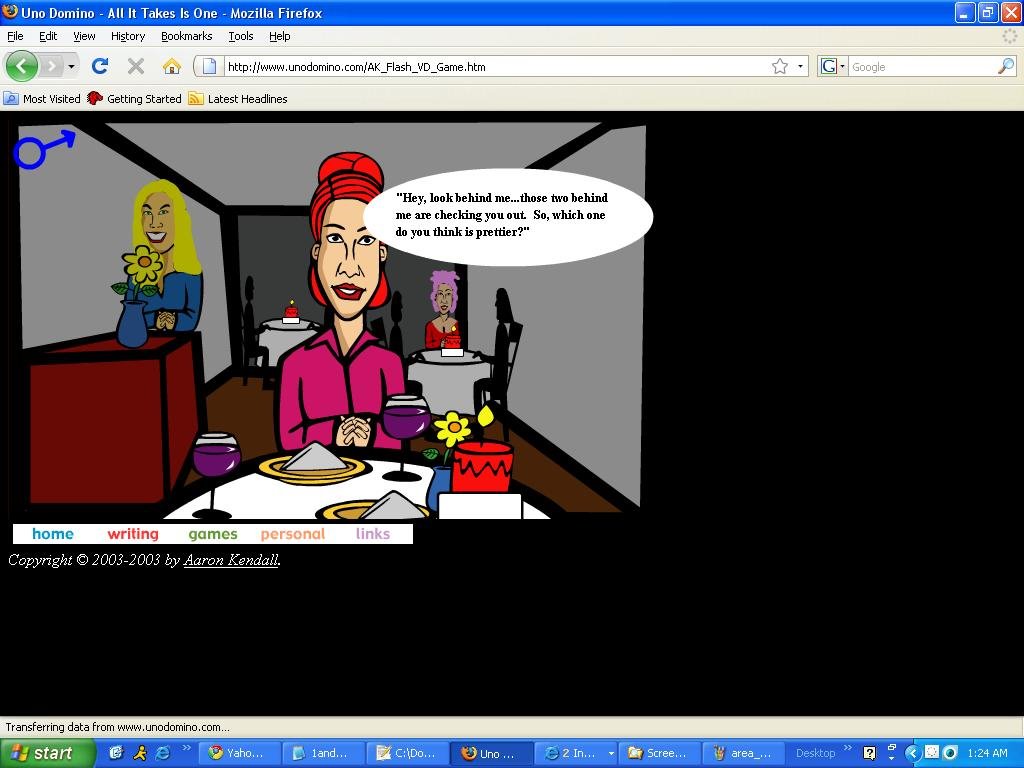 Uno Domino - All It Takes Is One - Mozilla Firefox
File Edit View History Bookmarks Tools Help
http://www.unodomino.com/AK_Flash_VD_Game.htm
G Google
Most Visited Getting Started Latest Headlines
"Hey, look behind me...those two behind
me are checking you out. So, which one
do you think is prettier?"
home writing games personal links
Copyright © 2003-2003 by Aaron Kendall.
Transferring data from www.unodomino.com...
start Yaho... 1and... C:\Do... Uno ... 2 In... Scree... area_... Desktop 1:24 AM